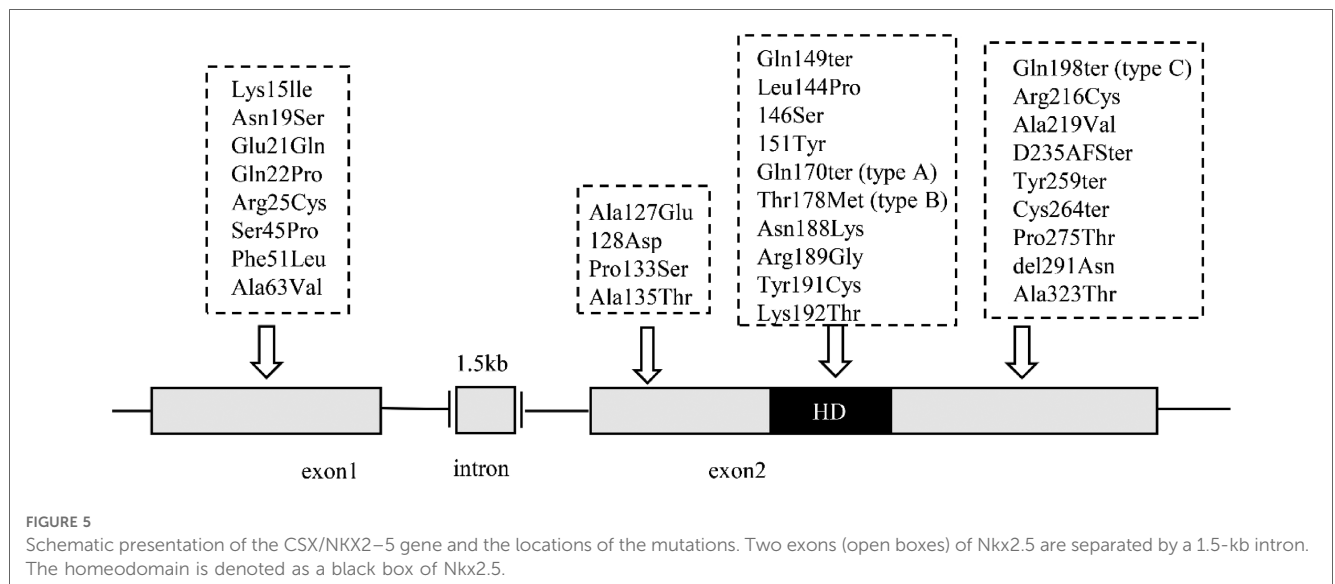 Lys15Ile
Asn19Ser
Glu21Gln
Gln22Pro
Arg25Cys
Ser45Pro
Phe51Leu
Ala63Val
Ala127Glu
128Asp
Pro133Ser
Ala135Thr
Gln149ter
Leu144Pro
146Ser
151Tyr
Gln170ter (type A)
Thr178Met (type B)
Asn188Lys
Arg189Gly
Tyr191Cys
Lys192Thr
Gln198ter (type C)
Arg216Cys
Ala219Val
D235AFSter
Tyr259ter
Cys264ter
Pro275Thr
del291Asn
Ala323Thr
1.5kb
HD
exon1
intron
exon2
FIGURE 5
Schematic presentation of the CSX/NKX2–5 gene and the locations of the mutations. Two exons (open boxes) of Nkx2.5 are separated by a 1.5-kb intron.
The homeodomain is denoted as a black box of Nkx2.5.